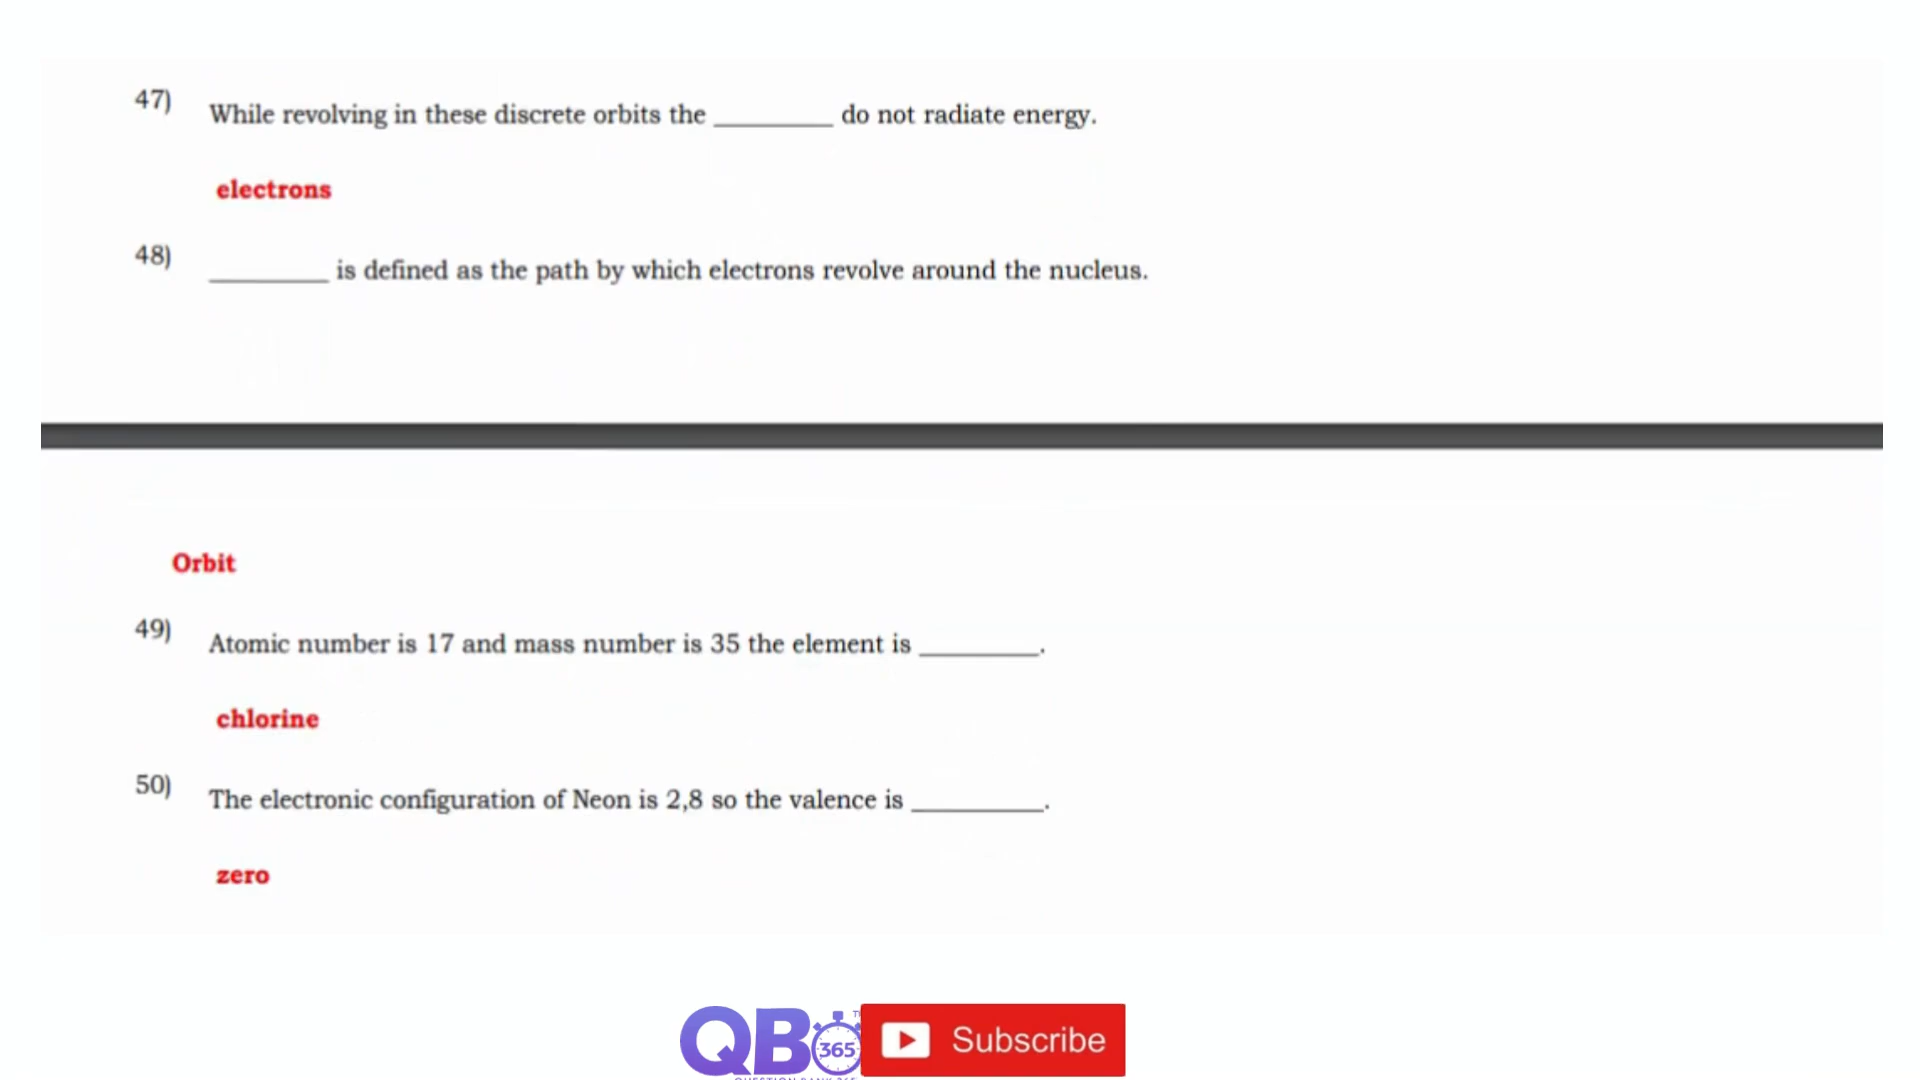 47) While revolving in these discrete orbits the _________ do not radiate energy.
electrons
48) _________ is defined as the path by which electrons revolve around the nucleus.
Orbit
49) Atomic number is 17 and mass number is 35 the element is _________.
chlorine
50) The electronic configuration of Neon is 2,8 so the valence is __________.
zero
QB 365
Subscribe